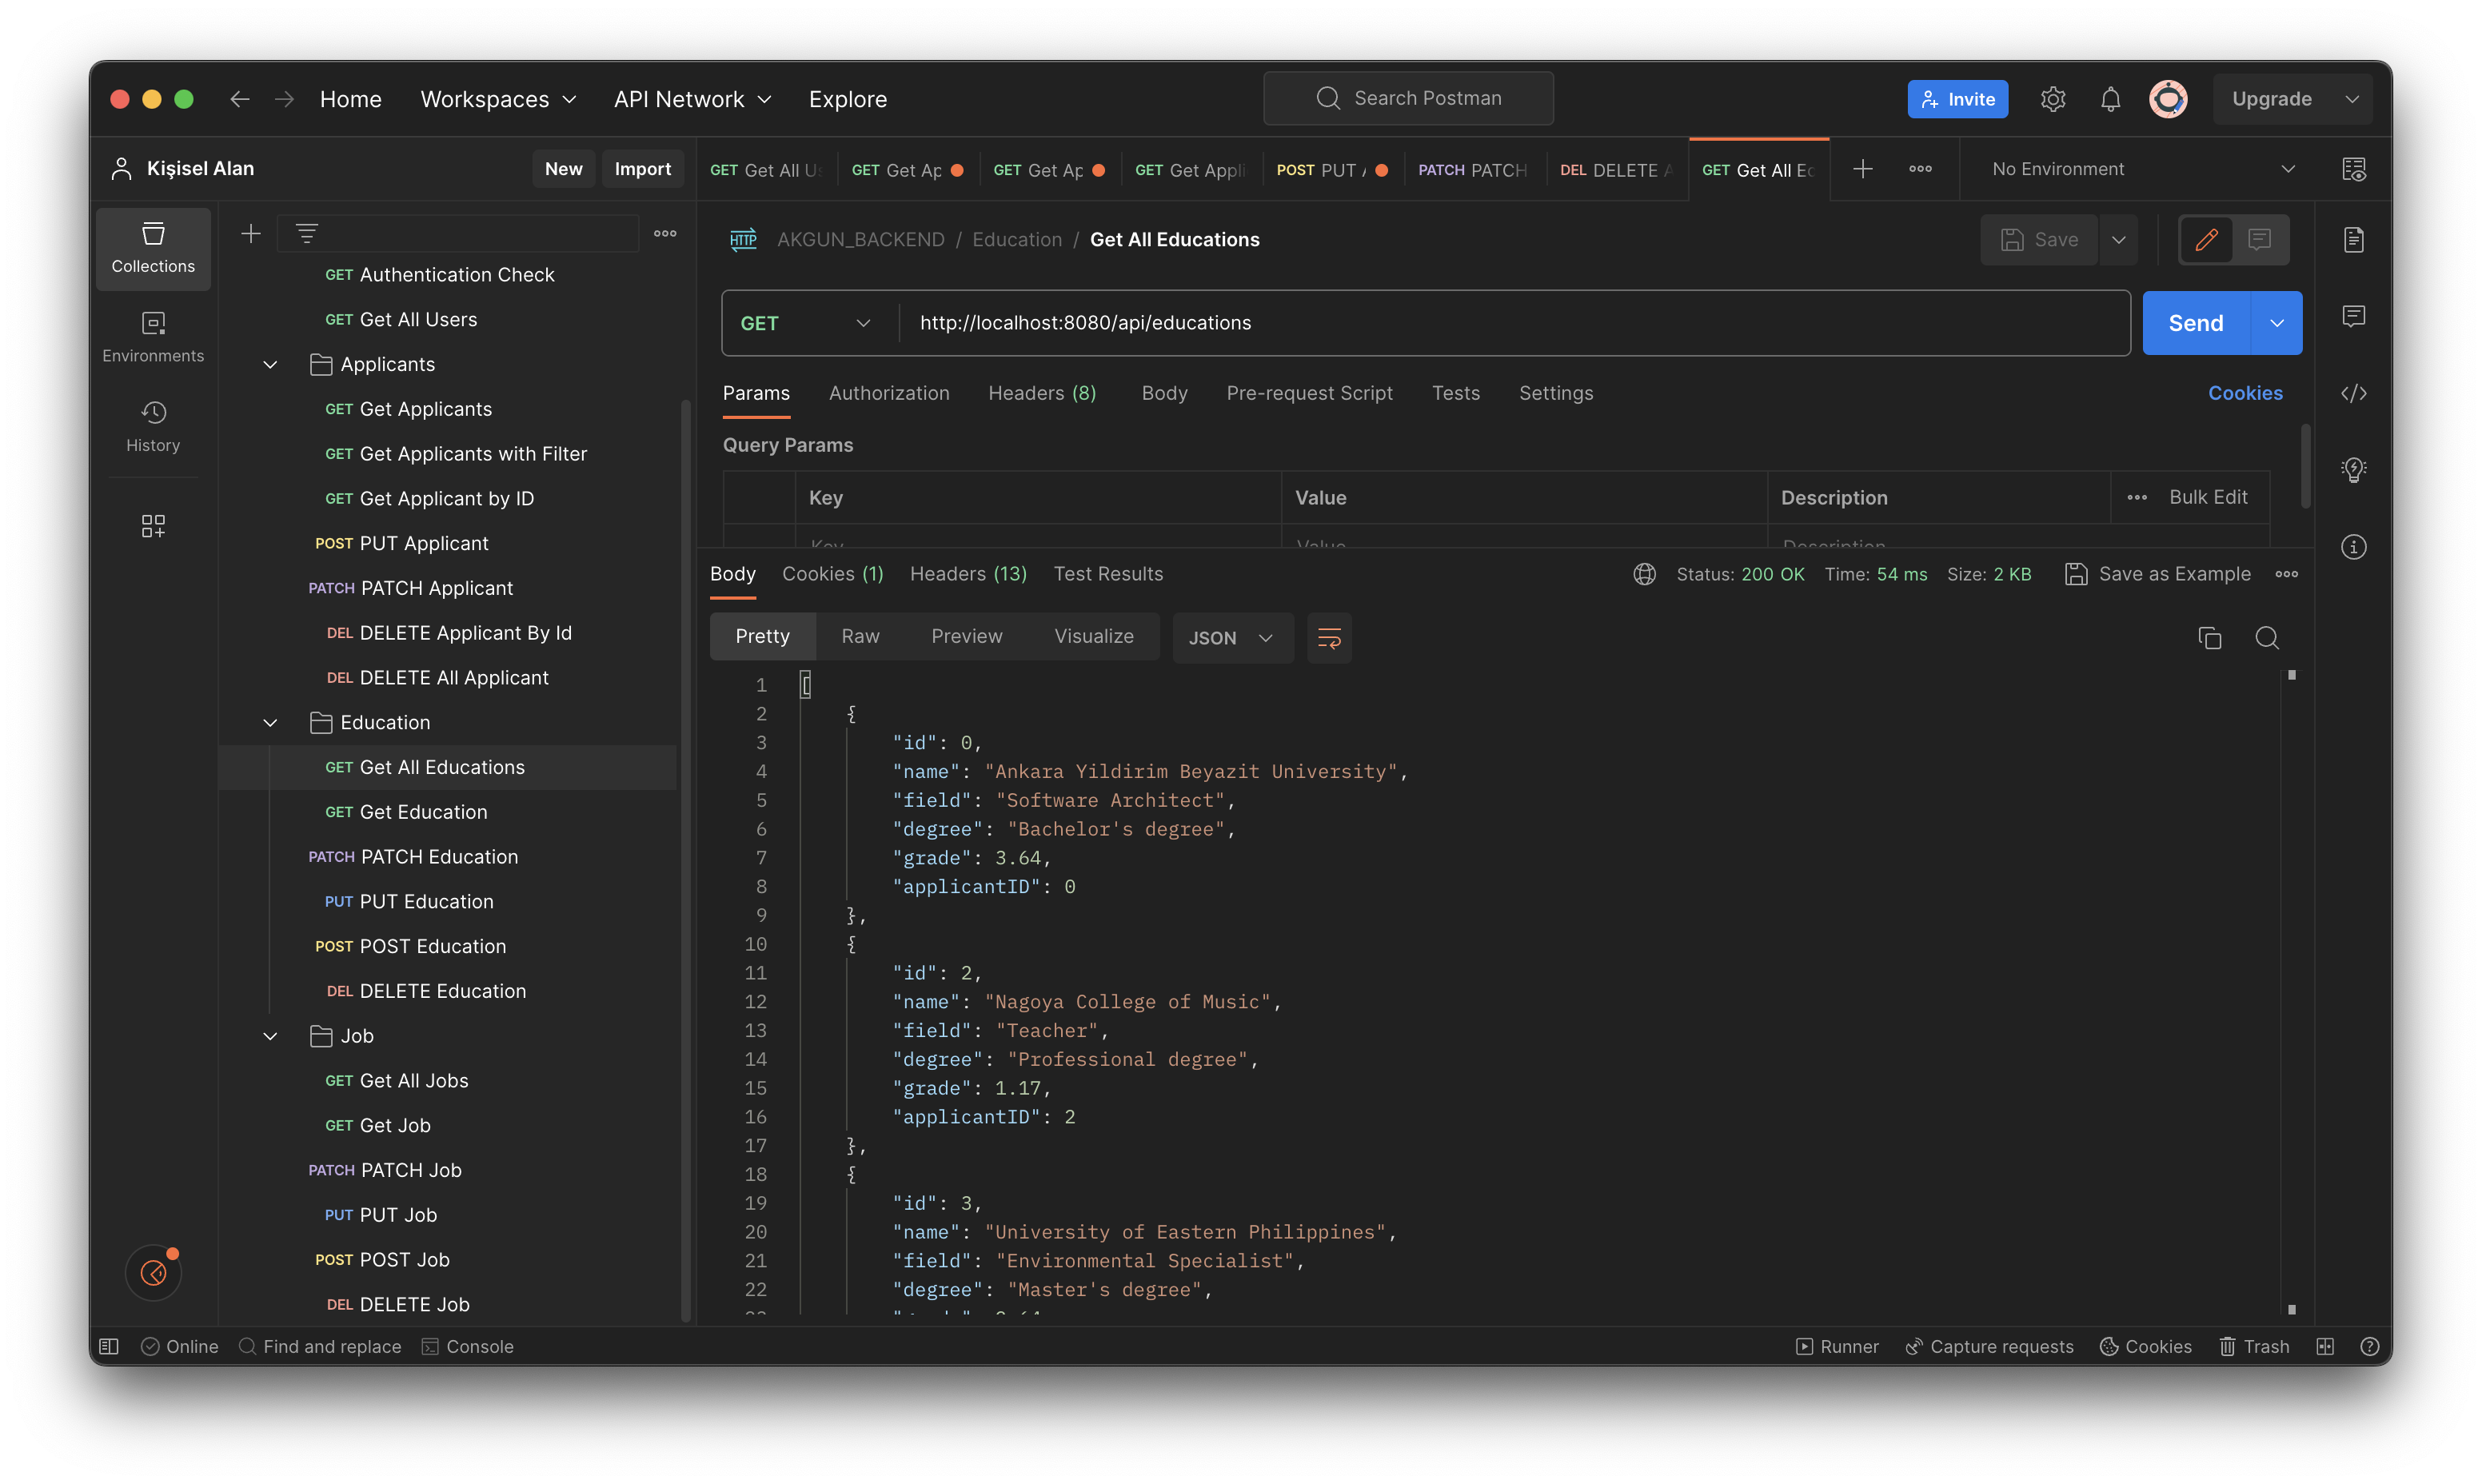 Home Workspaces API Network Explore Search Postman Invite Upgrade
Kişisel Alan New Import
GET Get All Us GET Get Ap GET Get Ap GET Get Appli POST PUT PATCH PATCH DEL DELETE GET Get All Ed No Environment
Collections
Environments
History
GET Authentication Check
GET Get All Users
Applicants
GET Get Applicants
GET Get Applicants with Filter
GET Get Applicant by ID
POST PUT Applicant
PATCH PATCH Applicant
DEL DELETE Applicant By Id
DEL DELETE All Applicant
Education
GET Get All Educations
GET Get Education
PATCH PATCH Education
PUT PUT Education
POST POST Education
DEL DELETE Education
Job
GET Get All Jobs
GET Get Job
PATCH PATCH Job
PUT PUT Job
POST POST Job
DEL DELETE Job
HTTP AKGUN_BACKEND / Education / Get All Educations Save
GET http://localhost:8080/api/educations Send
Params Authorization Headers (8) Body Pre-request Script Tests Settings Cookies
Query Params
Key Value Description Bulk Edit
Key Value Description
Body Cookies (1) Headers (13) Test Results Status: 200 OK Time: 54 ms Size: 2 KB Save as Example
Pretty Raw Preview Visualize JSON
1 [
2 {
3 "id": 0,
4 "name": "Ankara Yildirim Beyazit University",
5 "field": "Software Architect",
6 "degree": "Bachelor's degree",
7 "grade": 3.64,
8 "applicantID": 0
9 },
10 {
11 "id": 2,
12 "name": "Nagoya College of Music",
13 "field": "Teacher",
14 "degree": "Professional degree",
15 "grade": 1.17,
16 "applicantID": 2
17 },
18 {
19 "id": 3,
20 "name": "University of Eastern Philippines",
21 "field": "Environmental Specialist",
22 "degree": "Master's degree",
Online Find and replace Console Runner Capture requests Cookies Trash